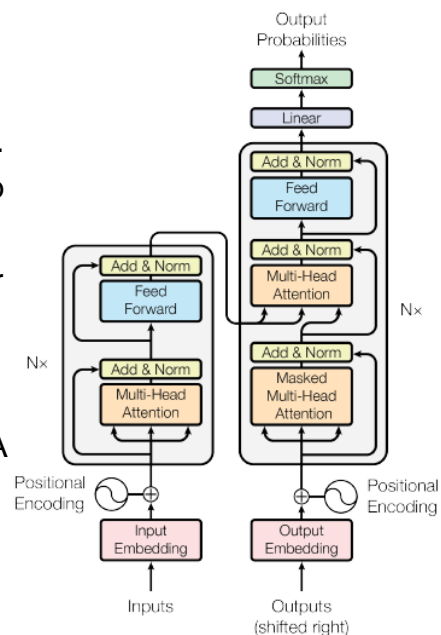 Output
Probabilities
Softmax
Linear
Add & Norm
Feed
Forward
Add & Norm
Multi-Head
Attention
Add & Norm
Masked
Multi-Head
Attention
Nx
Add & Norm
Feed
Forward
Add & Norm
Multi-Head
Attention
Nx
Positional
Encoding
Input
Embedding
Inputs
Positional
Encoding
Output
Embedding
Outputs
(shifted right)
A